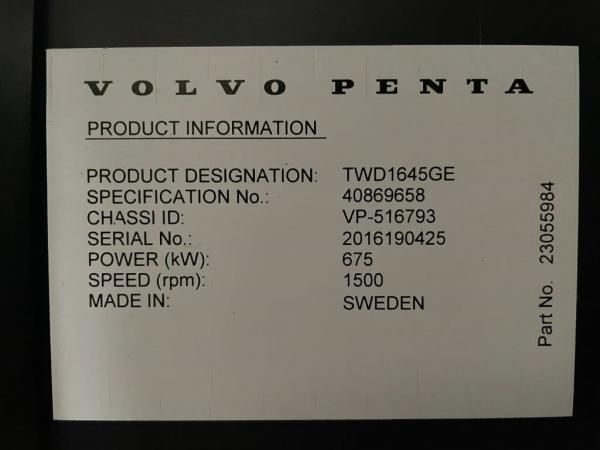 VOLVO PENTA
PRODUCT INFORMATION
PRODUCT DESIGNATION: TWD1645GE
SPECIFICATION No.: 40869658
CHASSI ID: VP-516793
SERIAL No.: 2016190425
POWER (kW): 675
SPEED (rpm): 1500
MADE IN: SWEDEN
Part No. 23055984